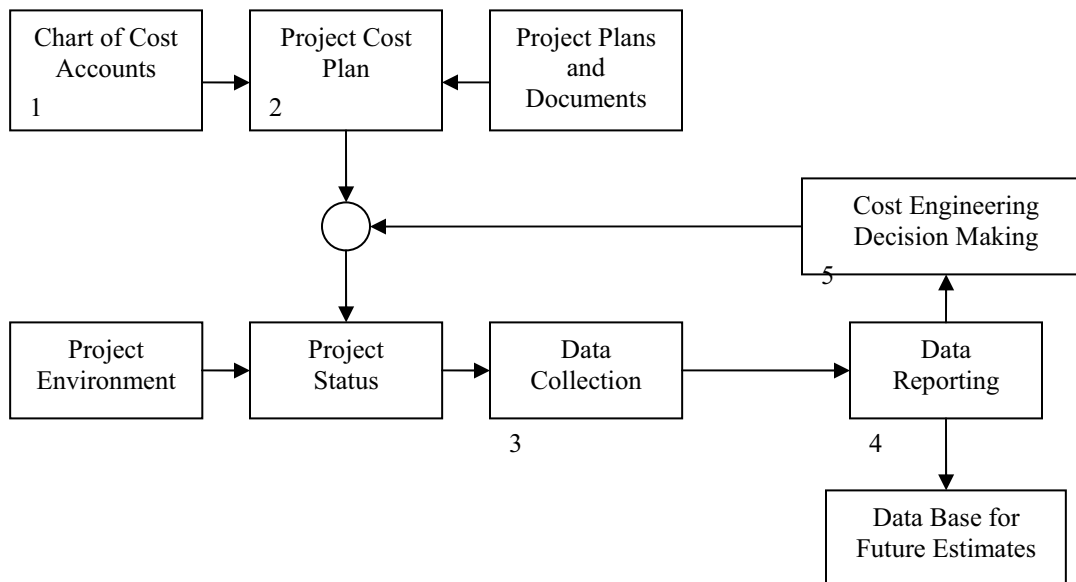 Chart of Cost
Accounts
1
Project Cost
Plan
2
Project Plans
and
Documents
Cost Engineering
Decision Making
5
Project
Environment
Project
Status
Data
Collection
3
Data
Reporting
4
Data Base for
Future Estimates